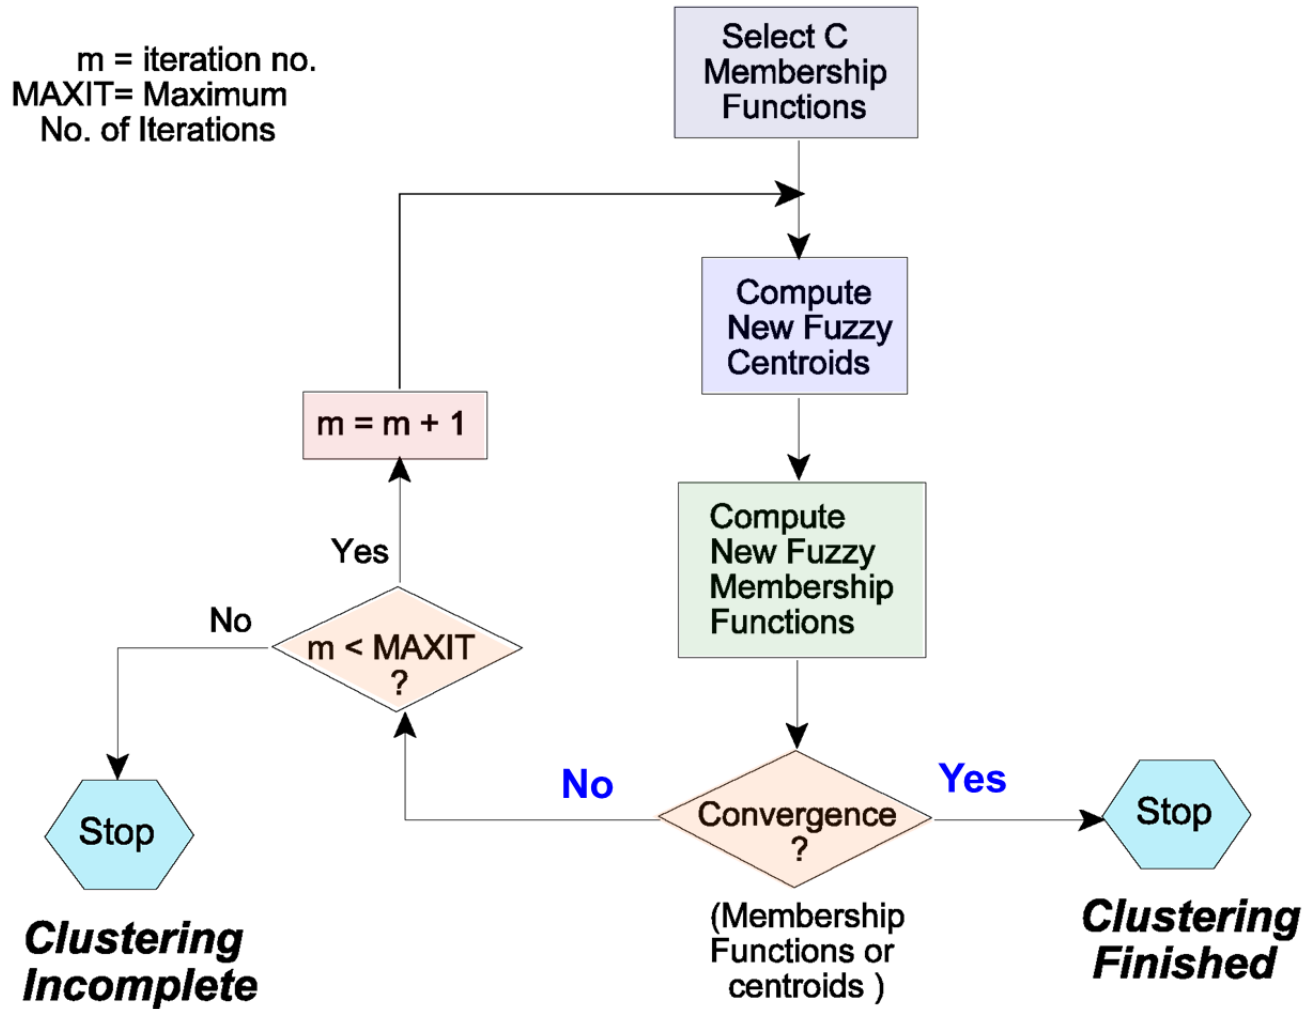 m = iteration no.
MAXIT= Maximum
No. of Iterations
Select C
Membership
Functions
Compute
New Fuzzy
Centroids
m = m + 1
Compute
New Fuzzy
Membership
Functions
Yes
No
m < MAXIT
?
No
Yes
Convergence
?
Stop
Stop
(Membership
Functions or
centroids )
Clustering
Incomplete
Clustering
Finished